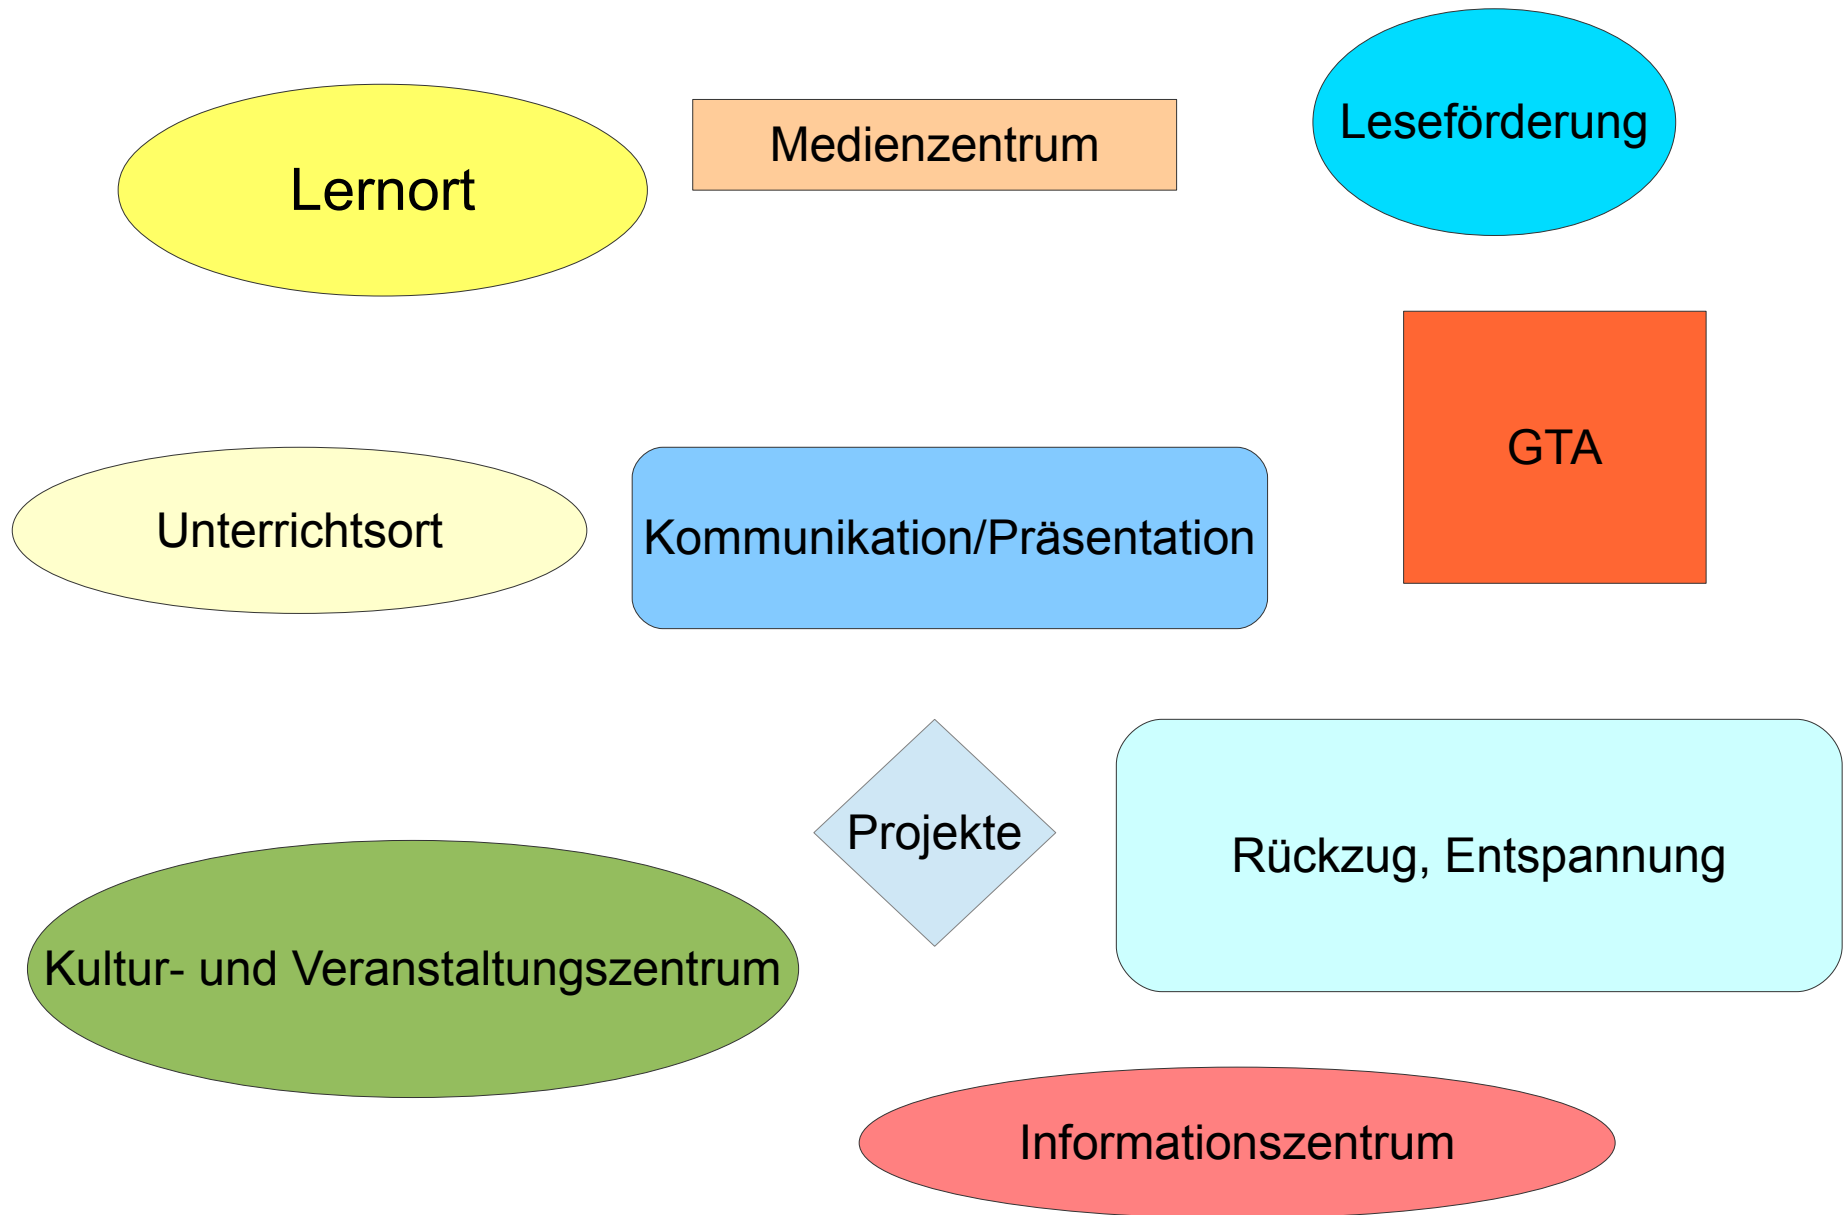 Lernort
Medienzentrum
Leseförderung
GTA
Unterrichtsort
Kommunikation/Präsentation
Projekte
Rückzug, Entspannung
Kultur- und Veranstaltungszentrum
Informationszentrum